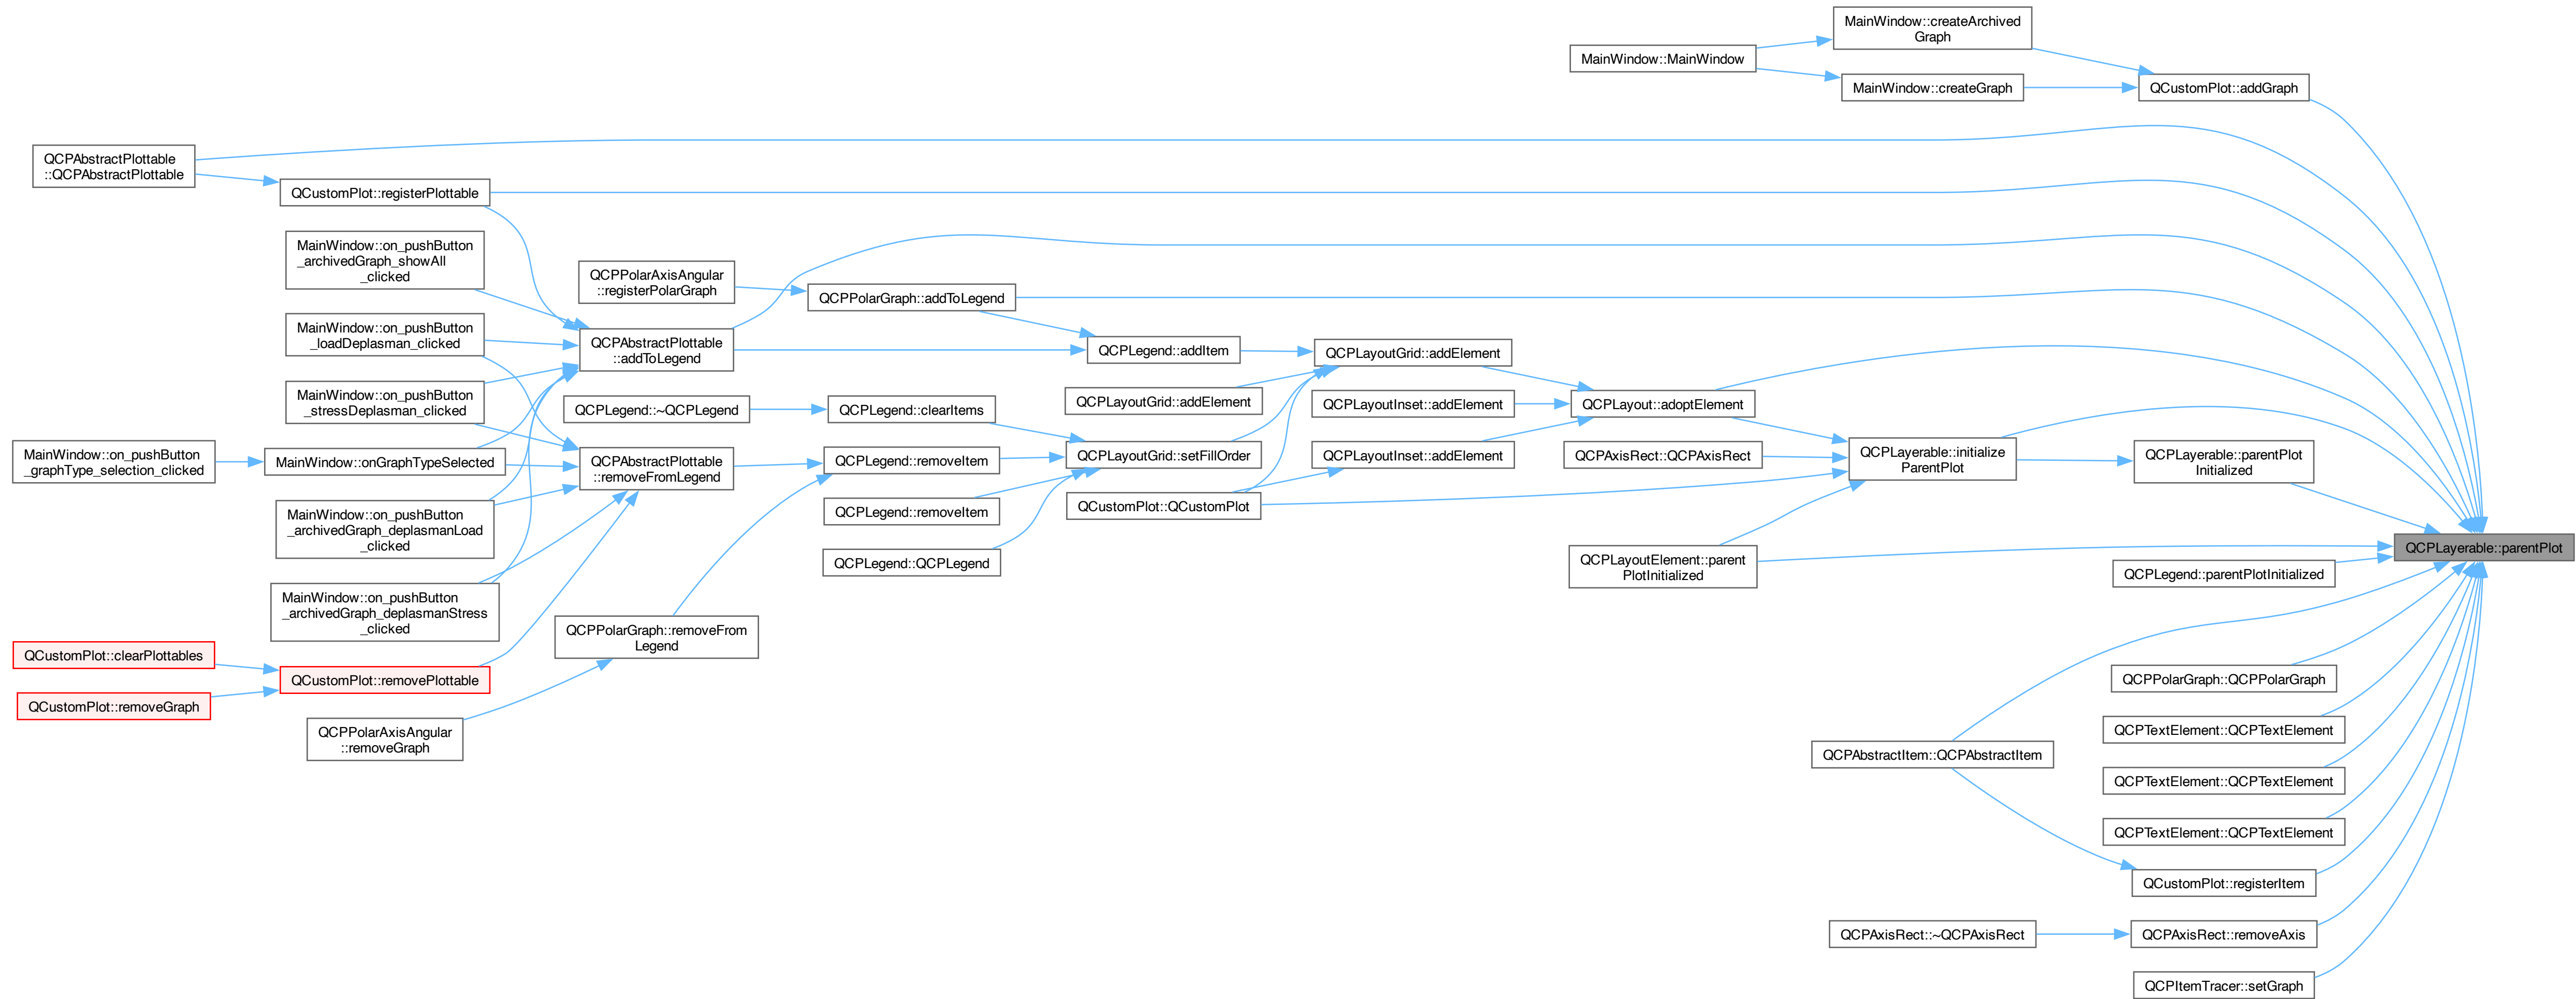 MainWindow::createArchived
Graph
MainWindow::MainWindow
MainWindow::createGraph
QCustomPlot::addGraph
QCPAbstractPlottable
::QCPAbstractPlottable
QCustomPlot::registerPlottable
MainWindow::on_pushButton
_archivedGraph_showAll
_clicked
QCPPolarAxisAngular
::registerPolarGraph
QCPPolarGraph::addToLegend
MainWindow::on_pushButton
_loadDeplasman_clicked
QCPAbstractPlottable
::addToLegend
QCPLegend::addItem
QCPLayoutGrid::addElement
MainWindow::on_pushButton
_stressDeplasman_clicked
QCPLegend::~QCPLegend
QCPLegend::clearItems
QCPLayoutGrid::addElement
QCPLayoutInset::addElement
QCPLayout::adoptElement
MainWindow::on_pushButton
_graphType_selection_clicked
MainWindow::onGraphTypeSelected
QCPAbstractPlottable
::removeFromLegend
QCPLegend::removeItem
QCPLayoutGrid::setFillOrder
QCPLayoutInset::addElement
QCPAxisRect::QCPAxisRect
QCPLayerable::initialize
ParentPlot
QCPLayerable::parentPlot
Initialized
MainWindow::on_pushButton
_archivedGraph_deplasmanLoad
_clicked
QCPLegend::removeItem
QCustomPlot::QCustomPlot
QCPLegend::QCPLegend
QCPLayoutElement::parent
PlotInitialized
QCPLayerable::parentPlot
QCPLegend::parentPlotInitialized
MainWindow::on_pushButton
_archivedGraph_deplasmanStress
_clicked
QCPPolarGraph::removeFrom
Legend
QCustomPlot::clearPlottables
QCustomPlot::removePlottable
QCustomPlot::removeGraph
QCPPolarAxisAngular
::removeGraph
QCPPolarGraph::QCPPolarGraph
QCPTextElement::QCPTextElement
QCPAbstractItem::QCPAbstractItem
QCPTextElement::QCPTextElement
QCPTextElement::QCPTextElement
QCustomPlot::registerItem
QCPAxisRect::~QCPAxisRect
QCPAxisRect::removeAxis
QCPItemTracer::setGraph